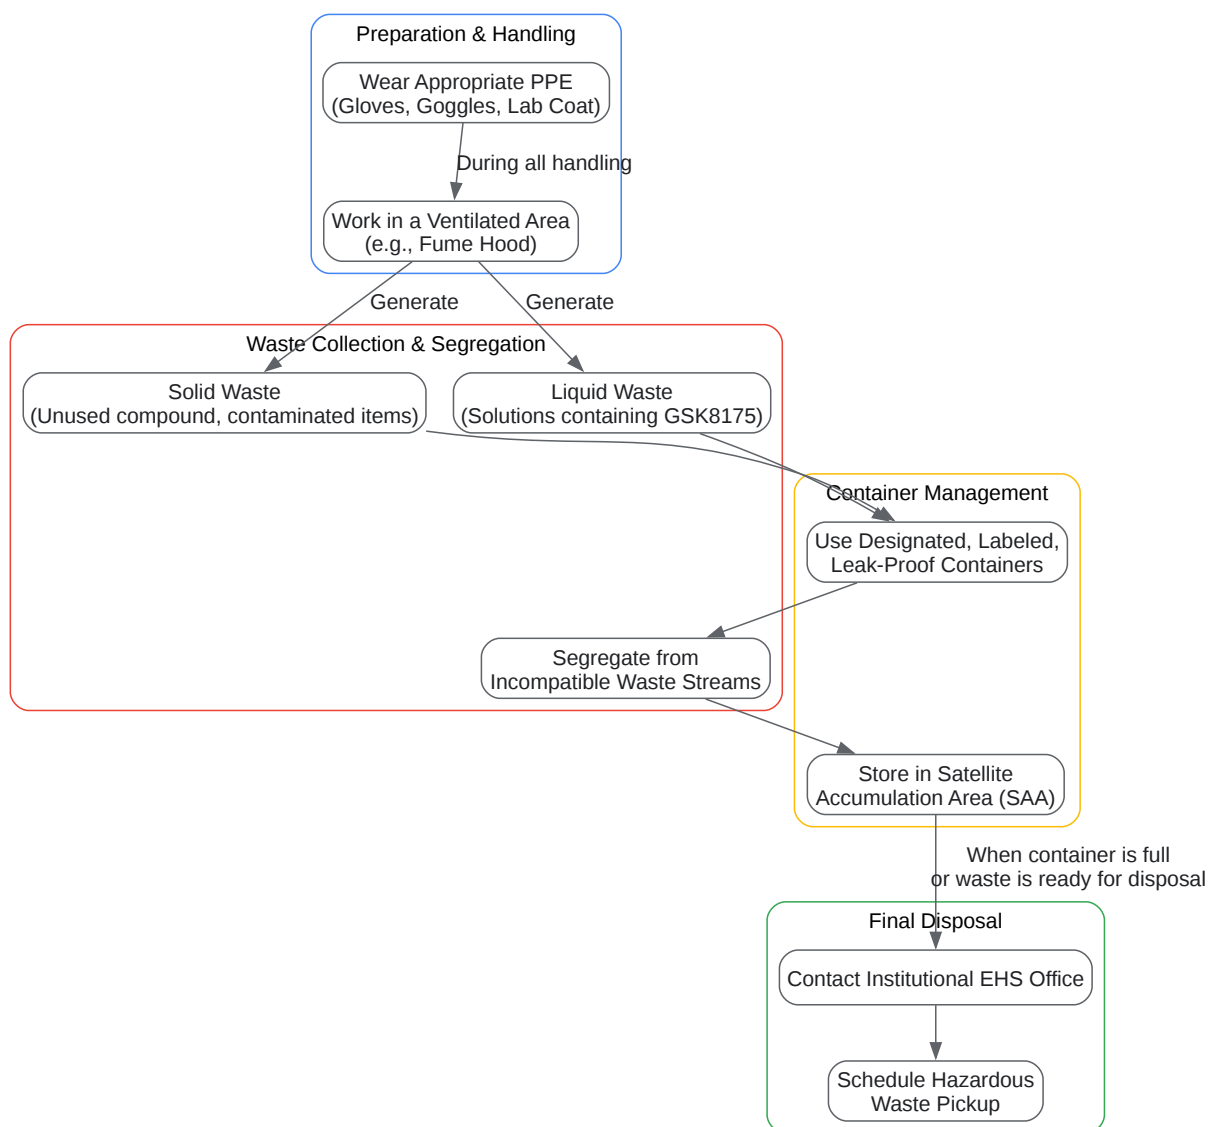 Preparation & Handling
Wear Appropriate PPE
(Gloves, Goggles, Lab Coat)
During all handling
Work in a Ventilated Area
(e.g., Fume Hood)
Generate
Generate
Waste Collection & Segregation
Solid Waste
(Unused compound, contaminated items)
Liquid Waste
(Solutions containing GSK8175)
Container Management
Use Designated, Labeled,
Leak-Proof Containers
Segregate from
Incompatible Waste Streams
Store in Satellite
Accumulation Area (SAA)
When container is full
or waste is ready for disposal
Final Disposal
Contact Institutional EHS Office
Schedule Hazardous
Waste Pickup